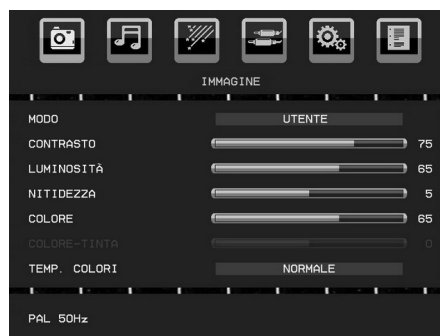 IMMAGINE
MODO UTENTE
CONTRASTO 75
LUMINOSITÀ 65
NITIDEZZA 5
COLORE 65
COLORE-TINTA 0
TEMP. COLORI NORMALE
PAL 50Hz